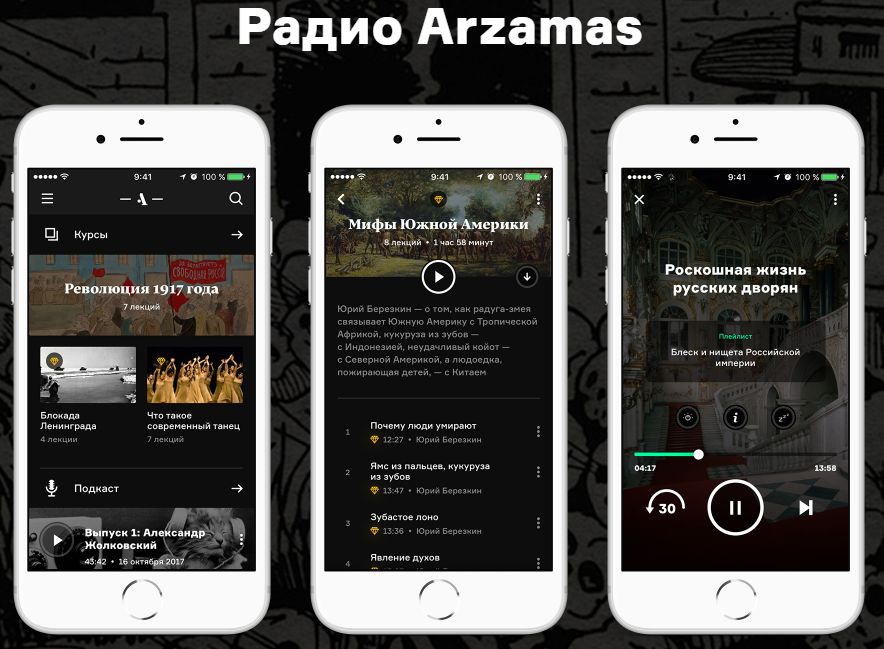 Радио Arzamas
9:41
100 %
А
Курсы
ДА ЗДРАВСТВУЕТ
СВОБОДНАЯ
РОССІЯ
Революция 1917 года
7 лекций
Блокада
Ленинграда
4 лекции
Что такое
современный танец
7 лекций
Подкаст
Выпуск 1: Александр
Жолковский
43:42 • 16 октября 2017
9:41
100 %
Мифы Южной Америки
8 лекций • 1 час 58 минут
Юрий Березкин — о том, как радуга-змея
связывает Южную Америку с Тропической
Африкой, кукуруза из зубов —
с Индонезией, неудачливый койот —
с Северной Америкой, а людоедка,
пожирающая детей, — с Китаем
1 Почему люди умирают
12:27 • Юрий Березкин
2 Ямс из пальцев, кукуруза
из зубов
13:47 • Юрий Березкин
3 Зубастое лоно
13:36 • Юрий Березкин
4 Явление духов
9:41
100 %
Роскошная жизнь
русских дворян
Плейлист
Блеск и нищета Российской
империи
i
zzz
04:17
13:58
30